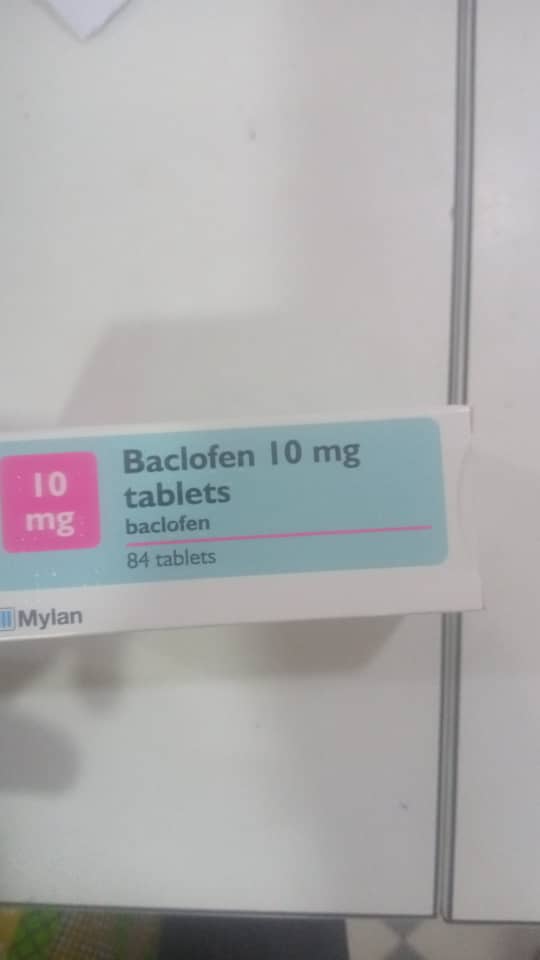 10
mg
Baclofen 10 mg
tablets
baclofen
84 tablets
Mylan